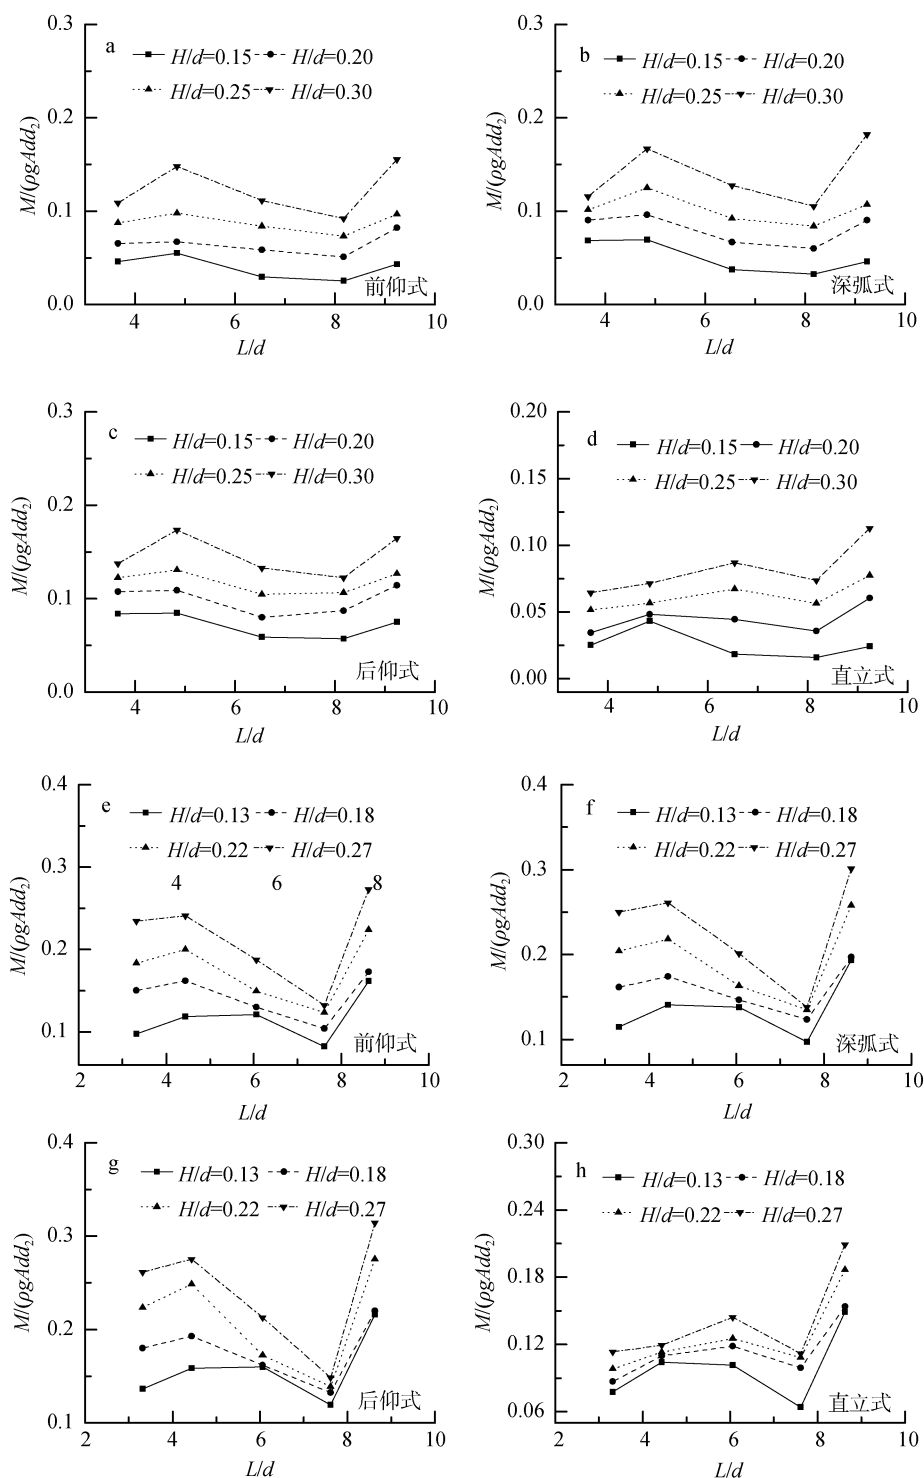 0.3
a
H/d=0.15
H/d=0.20
H/d=0.25
H/d=0.30
0.2
M/(ρgAdd₂)
0.1
0.0
前仰式
4
6
8
10
L/d
0.3
b
H/d=0.15
H/d=0.20
H/d=0.25
H/d=0.30
0.2
M/(ρgAdd₂)
0.1
0.0
深弧式
4
6
8
10
L/d
0.3
c
H/d=0.15
H/d=0.20
H/d=0.25
H/d=0.30
0.2
M/(ρgAdd₂)
0.1
0.0
后仰式
4
6
8
10
L/d
0.20
d
H/d=0.15
H/d=0.20
H/d=0.25
H/d=0.30
0.15
M/(ρgAdd₂)
0.10
0.05
0.00
直立式
4
6
8
10
L/d
0.4
e
H/d=0.13
H/d=0.18
H/d=0.22
H/d=0.27
0.3
4
6
8
M/(ρgAdd₂)
0.2
0.1
前仰式
2
4
6
8
10
L/d
0.4
f
H/d=0.13
H/d=0.18
H/d=0.22
H/d=0.27
0.3
M/(ρgAdd₂)
0.2
0.1
深弧式
2
4
6
8
10
L/d
0.4
g
H/d=0.13
H/d=0.18
H/d=0.22
H/d=0.27
0.3
M/(ρgAdd₂)
0.2
0.1
后仰式
2
4
6
8
10
L/d
0.30
h
H/d=0.13
H/d=0.18
H/d=0.22
H/d=0.27
0.24
M/(ρgAdd₂)
0.18
0.12
0.06
直立式
2
4
6
8
10
L/d